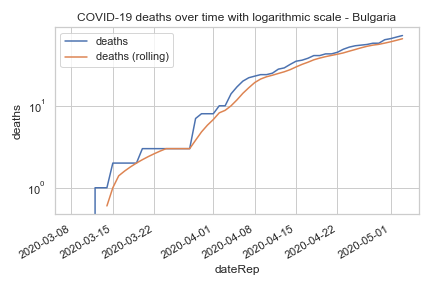 COVID-19 deaths over time with logarithmic scale - Bulgaria
deaths
deaths (rolling)
deaths
10¹
10⁰
2020-03-08
2020-03-15
2020-03-22
2020-04-01
2020-04-08
2020-04-15
2020-04-22
2020-05-01
dateRep